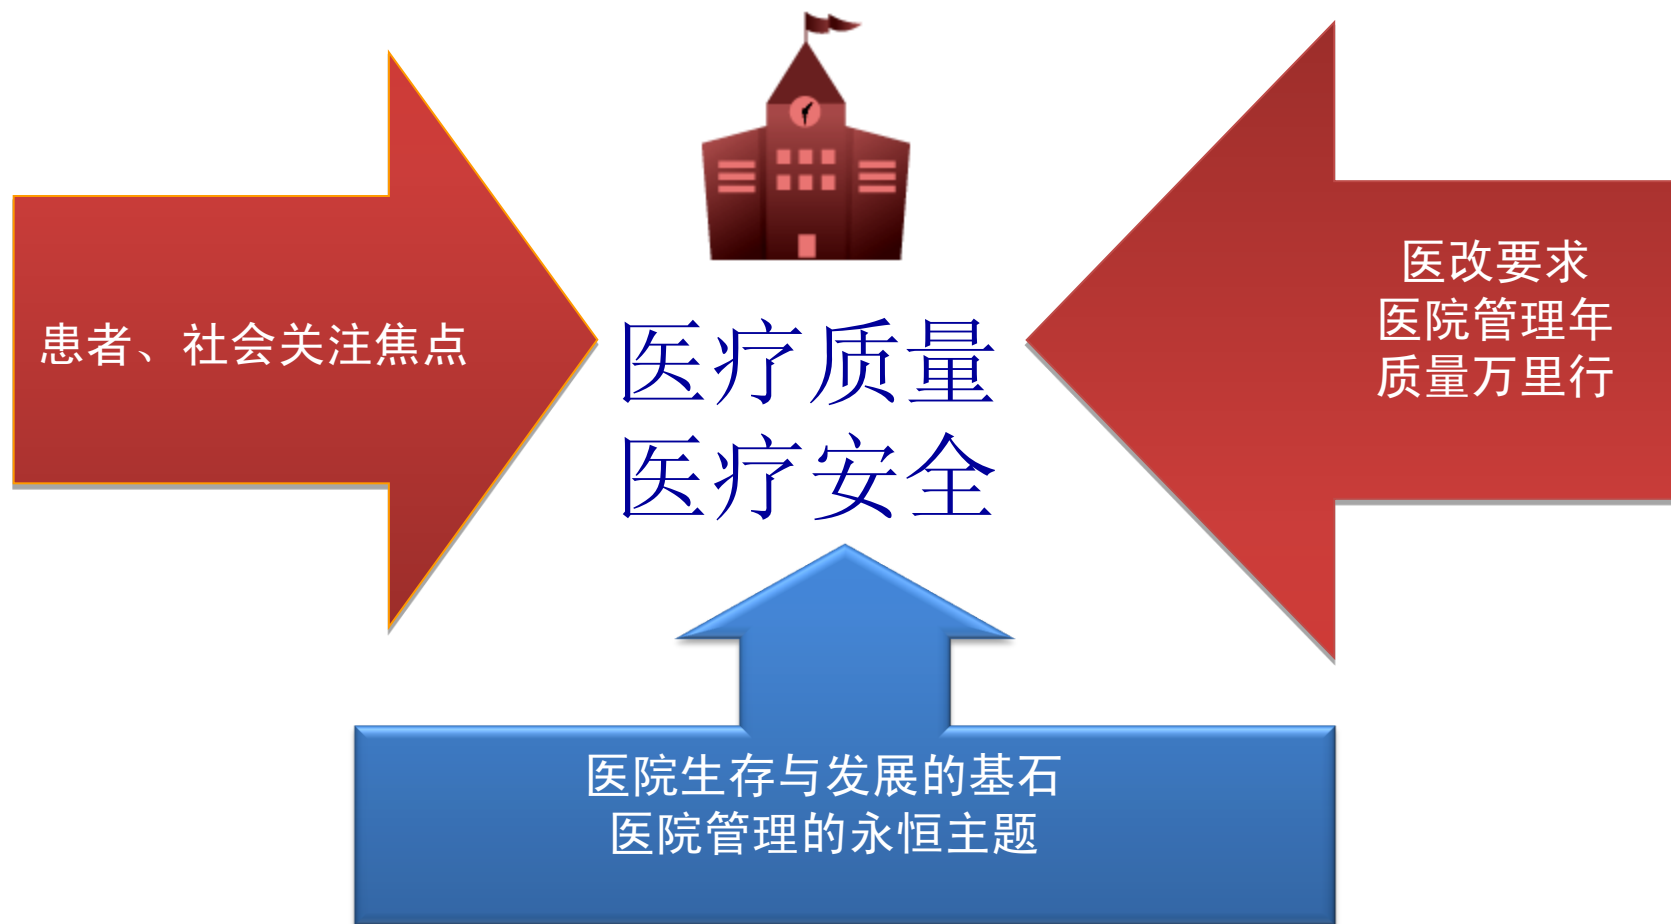 患者、社会关注焦点
医疗质量
医疗安全
医改要求
医院管理年
质量万里行
医院生存与发展的基石
医院管理的永恒主题